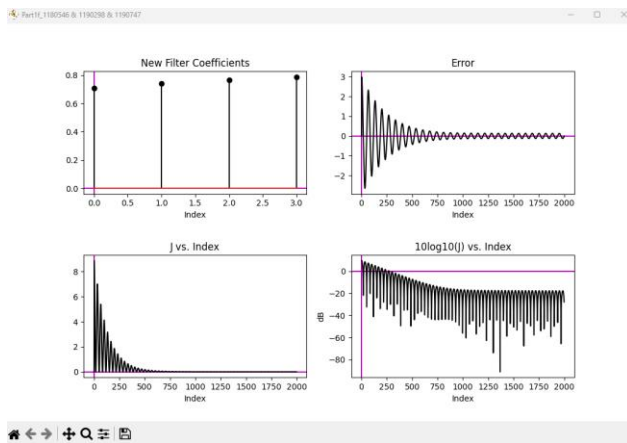 Part1f_1180546 & 1190298 & 1190747
New Filter Coefficients
0.8
0.6
0.4
0.2
0.0
0.0 0.5 1.0 1.5 2.0 2.5 3.0
Index
Error
3
2
1
0
−1
−2
0 250 500 750 1000 1250 1500 1750 2000
Index
J vs. Index
8
6
4
2
0
0 250 500 750 1000 1250 1500 1750 2000
Index
10log10(J) vs. Index
dB
0
−20
−40
−60
−80
0 250 500 750 1000 1250 1500 1750 2000
Index